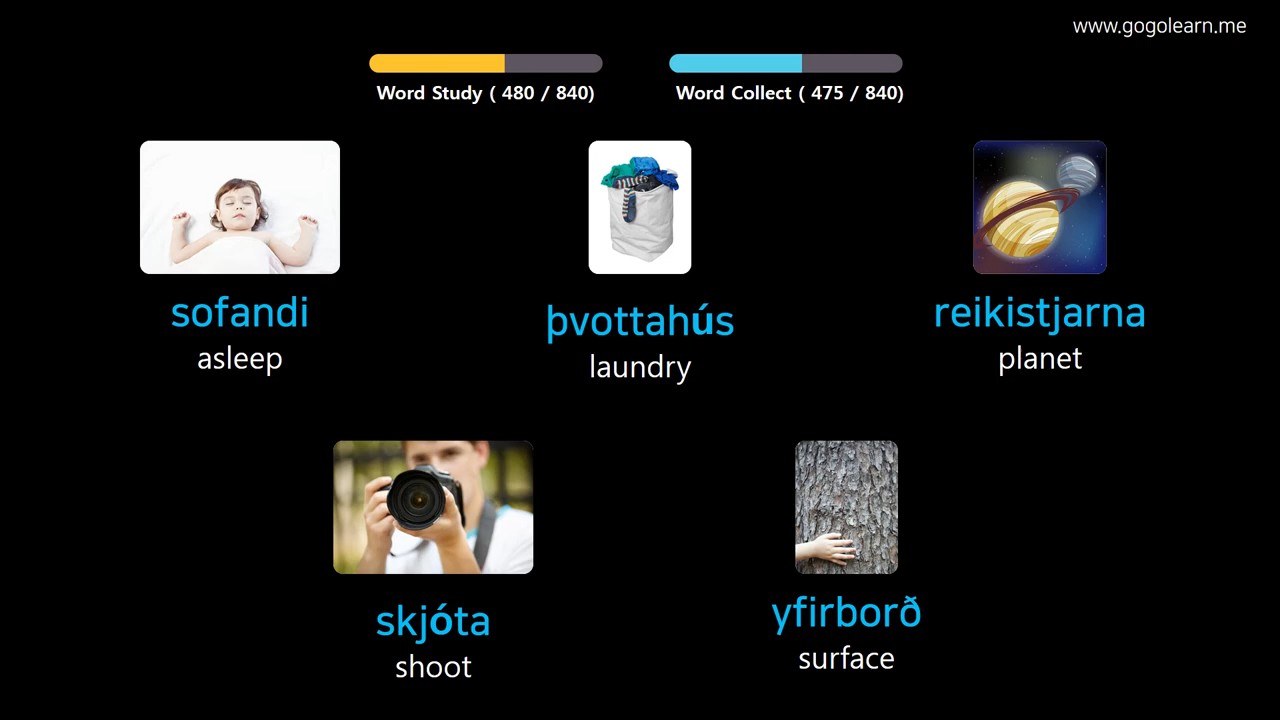 www.gogolearn.me
Word Study ( 480 / 840)
Word Collect ( 475 / 840)
sofandi
asleep
þvottahús
laundry
reikistjarna
planet
skjóta
shoot
yfirborð
surface